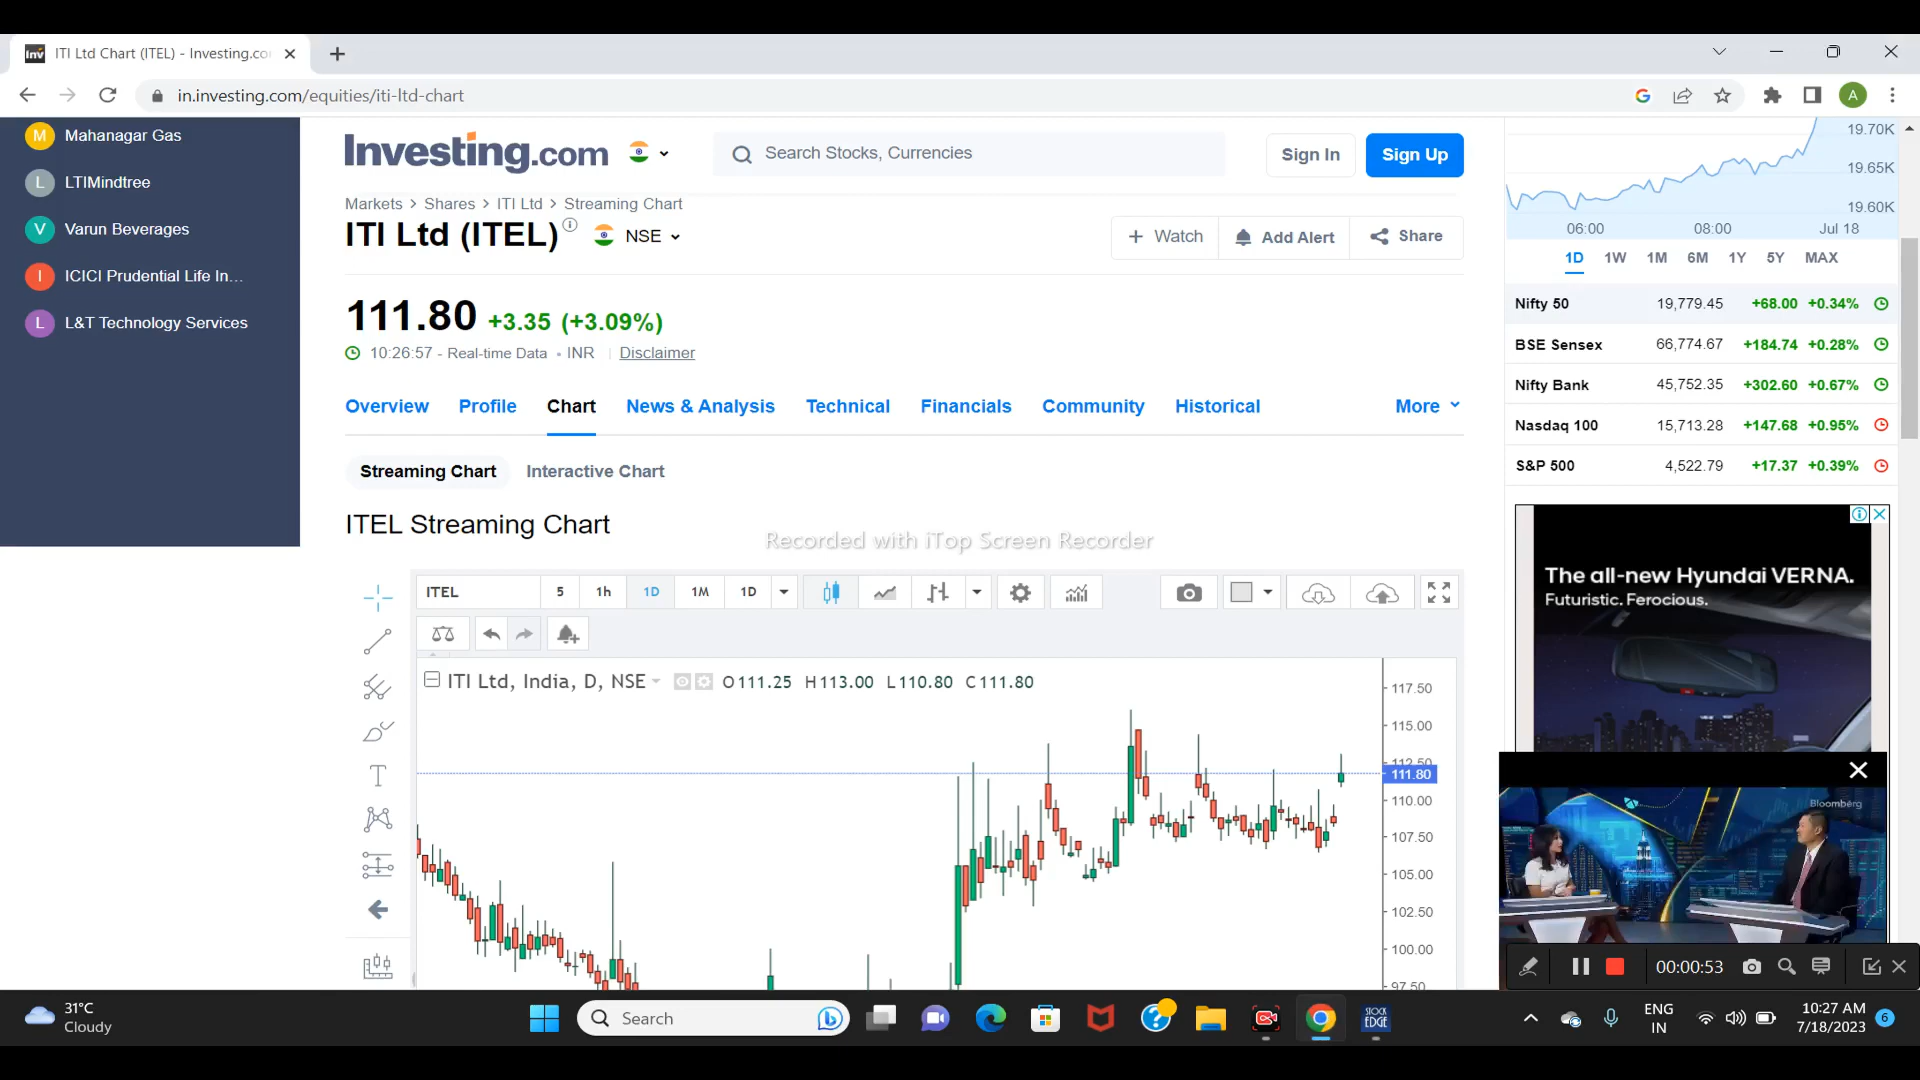 ITI Ltd Chart (ITEL) - Investing.co
in.investing.com/equities/iti-ltd-chart
A
M Mahanagar Gas
L LTIMindtree
V Varun Beverages
I ICICI Prudential Life In...
L L&T Technology Services
Investing.com
Search Stocks, Currencies
Sign In
Sign Up
Markets > Shares > ITI Ltd > Streaming Chart
ITI Ltd (ITEL)
NSE
+ Watch
Add Alert
Share
111.80 +3.35 (+3.09%)
10:26:57 - Real-time Data • INR
Disclaimer
Overview
Profile
Chart
News & Analysis
Technical
Financials
Community
Historical
More
Streaming Chart
Interactive Chart
ITEL Streaming Chart
Recorded with iTop Screen Recorder
ITEL 5 1h 1D 1M 1D
ITI Ltd, India, D, NSE O111.25 H113.00 L110.80 C111.80
117.50
115.00
112.50
111.80
110.00
107.50
105.00
102.50
100.00
97.50
19.70K
19.65K
19.60K
06:00 08:00 Jul 18
1D 1W 1M 6M 1Y 5Y MAX
Nifty 50 19,779.45 +68.00 +0.34%
BSE Sensex 66,774.67 +184.74 +0.28%
Nifty Bank 45,752.35 +302.60 +0.67%
Nasdaq 100 15,713.28 +147.68 +0.95%
S&P 500 4,522.79 +17.37 +0.39%
The all-new Hyundai VERNA.
Futuristic. Ferocious.
Bloomberg
00:00:53
31°C
Cloudy
Search
STOCK
EDGE
ENG
IN
10:27 AM
7/18/2023
6